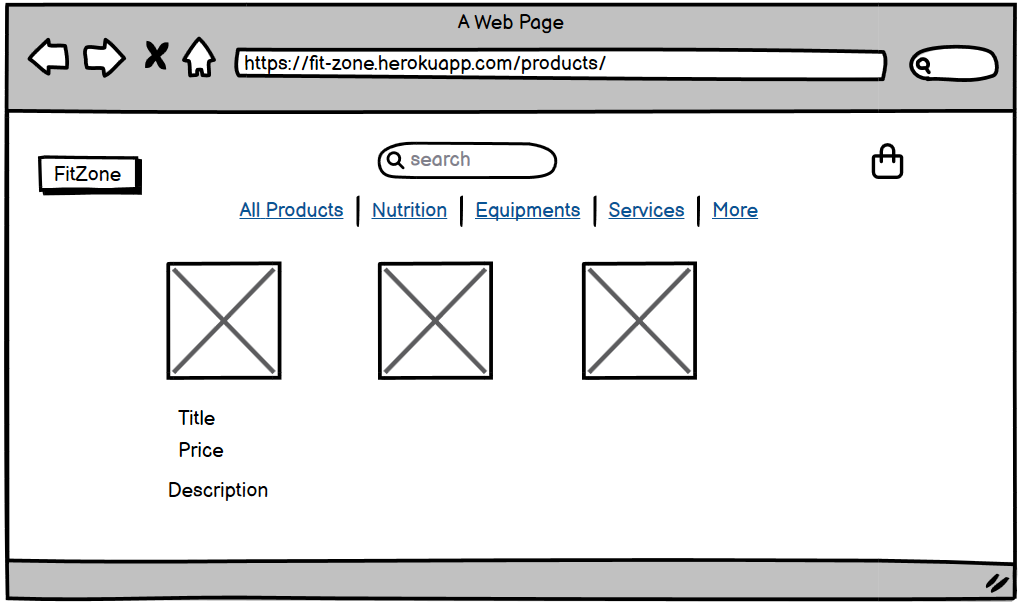 A Web Page
https://fit-zone.herokuapp.com/products/
FitZone
search
All Products | Nutrition | Equipments | Services | More
Title
Price
Description